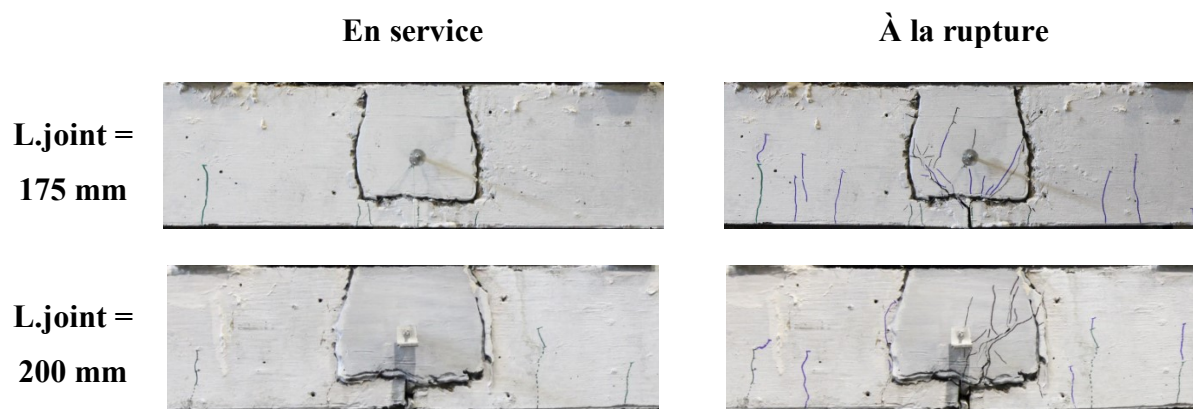 En service
À la rupture
L.joint =
175 mm
L.joint =
200 mm